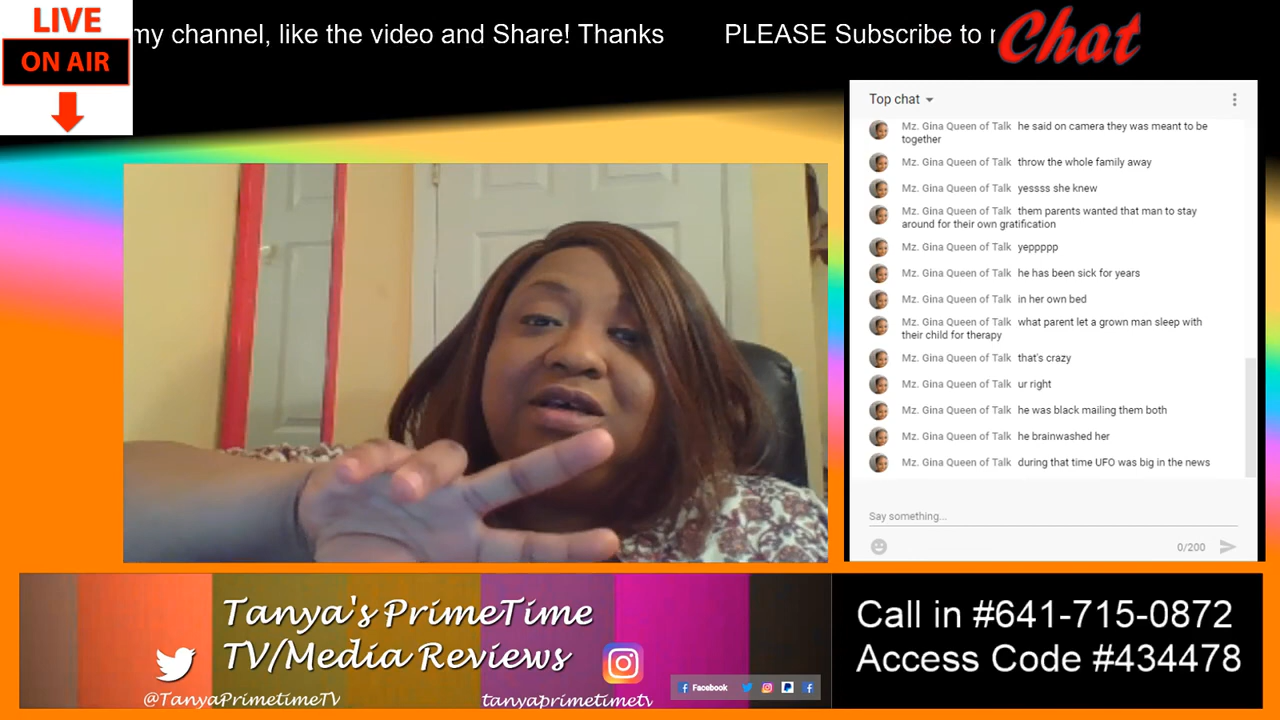 LIVE
ON AIR
my channel, like the video and Share! Thanks
PLEASE Subscribe to
Chat
Top chat
Mz. Gina Queen of Talk he said on camera they was meant to be
together
Mz. Gina Queen of Talk throw the whole family away
Mz. Gina Queen of Talk yessss she knew
Mz. Gina Queen of Talk them parents wanted that man to stay
around for their own gratification
Mz. Gina Queen of Talk yeppppp
Mz. Gina Queen of Talk he has been sick for years
Mz. Gina Queen of Talk in her own bed
Mz. Gina Queen of Talk what parent let a grown man sleep with
their child for therapy
Mz. Gina Queen of Talk that's crazy
Mz. Gina Queen of Talk ur right
Mz. Gina Queen of Talk he was black mailing them both
Mz. Gina Queen of Talk he brainwashed her
Mz. Gina Queen of Talk during that time UFO was big in the news
Say something...
0/200
Tanya's PrimeTime
TV/Media Reviews
@TanyaPrimetimeTV
tanyaprimetimetv
Facebook
Call in #641-715-0872
Access Code #434478